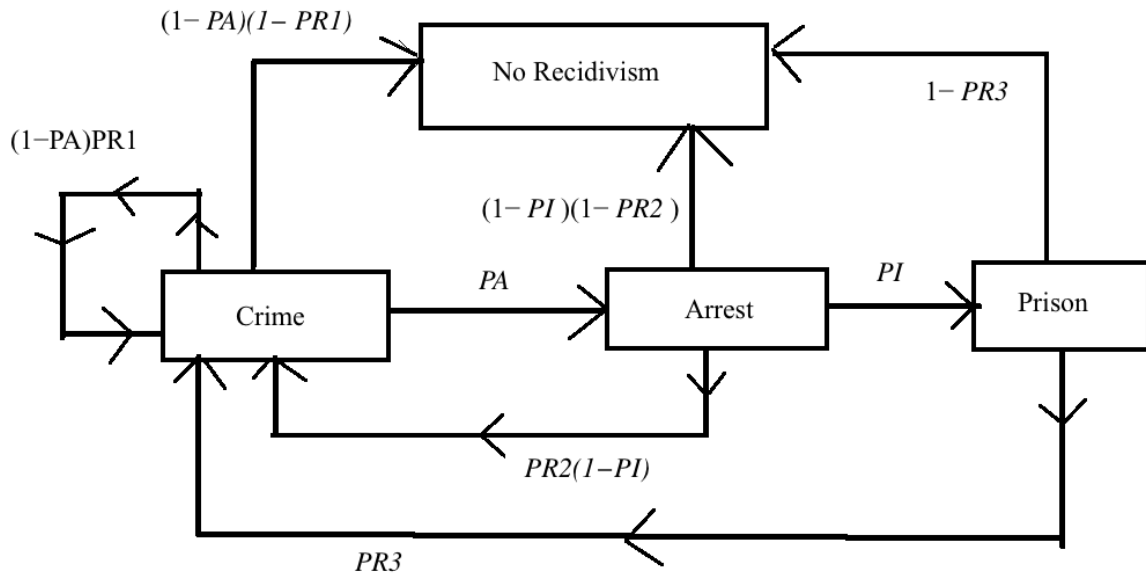 (1−PA)(1−PR1)
No Recidivism
1−PR3
(1−PA)PR1
(1−PI )(1−PR2 )
PA
PI
Crime
Arrest
Prison
PR2(1−PI)
PR3